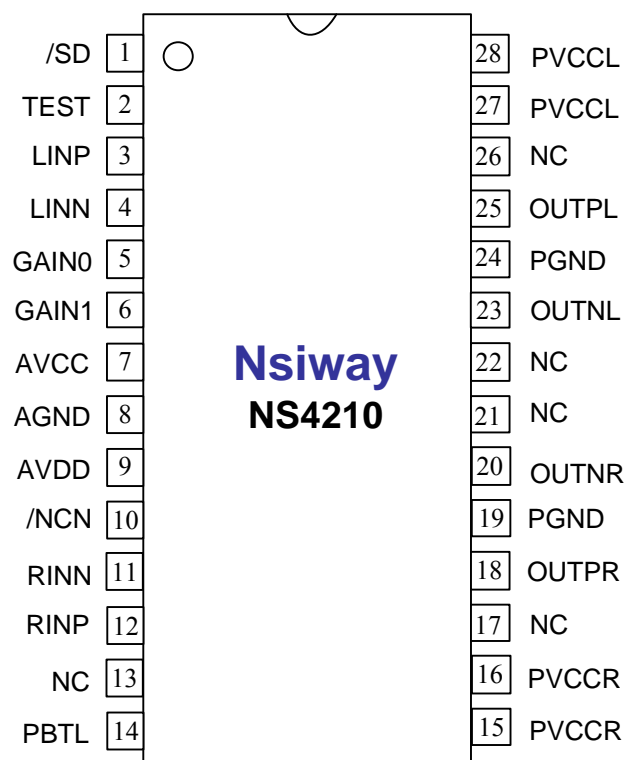 /SD 1 28 PVCCL
TEST 2 27 PVCCL
LINP 3 26 NC
LINN 4 25 OUTPL
GAIN0 5 24 PGND
GAIN1 6 23 OUTNL
AVCC 7 Nsiway 22 NC
AGND 8 NS4210 21 NC
AVDD 9 20 OUTNR
/NCN 10 19 PGND
RINN 11 18 OUTPR
RINP 12 17 NC
NC 13 16 PVCCR
PBTL 14 15 PVCCR